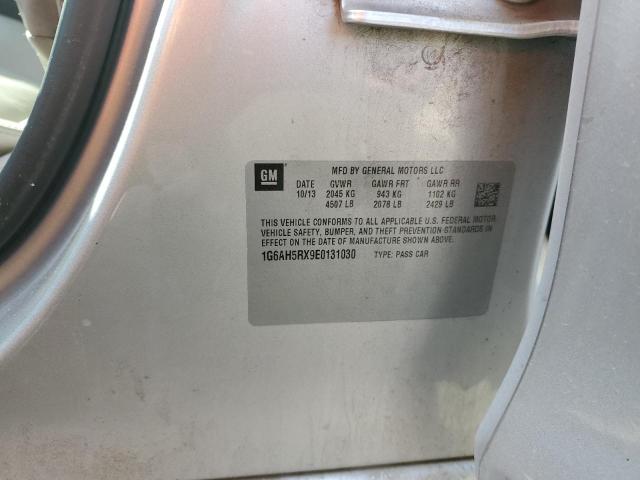 GM
MFD BY GENERAL MOTORS LLC
DATE GVWR GAWR FRT GAWR RR
10/13 2045 KG 943 KG 1102 KG
4507 LB 2078 LB 2429 LB
THIS VEHICLE CONFORMS TO ALL APPLICABLE U.S. FEDERAL MOTOR
VEHICLE SAFETY, BUMPER, AND THEFT PREVENTION STANDARDS
IN EFFECT ON THE DATE OF MANUFACTURE SHOWN ABOVE.
1G6AH5RX9E0131030 TYPE: PASS CAR